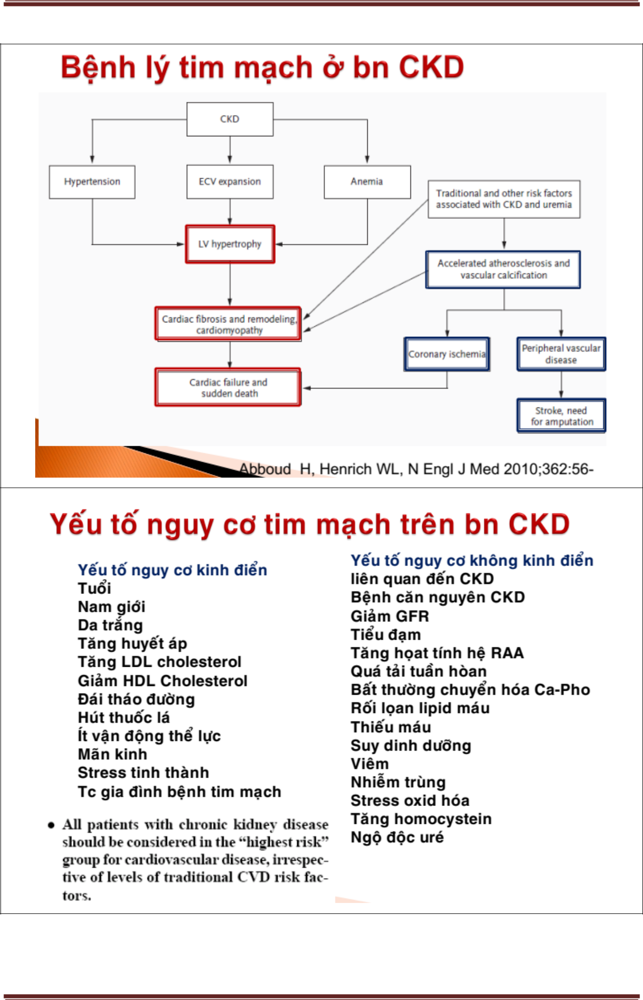 Bệnh lý tim mạch ở bn CKD
CKD
Hypertension
ECV expansion
Anemia
Traditional and other risk factors
associated with CKD and uremia
LV hypertrophy
Accelerated atherosclerosis and
vascular calcification
Cardiac fibrosis and remodeling,
cardiomyopathy
Coronary ischemia
Peripheral vascular
disease
Cardiac failure and
sudden death
Stroke, need
for amputation
Abboud H, Henrich WL, N Engl J Med 2010;362:56-
Yếu tố nguy cơ tim mạch trên bn CKD
Yếu tố nguy cơ kinh điển
Tuổi
Nam giới
Da trắng
Tăng huyết áp
Tăng LDL cholesterol
Giảm HDL Cholesterol
Đái tháo đường
Hút thuốc lá
Ít vận động thể lực
Mãn kinh
Stress tinh thành
Tc gia đình bệnh tim mạch
• All patients with chronic kidney disease
should be considered in the “highest risk”
group for cardiovascular disease, irrespec-
tive of levels of traditional CVD risk fac-
tors.
Yếu tố nguy cơ không kinh điển
liên quan đến CKD
Bệnh căn nguyên CKD
Giảm GFR
Tiểu đạm
Tăng họat tính hệ RAA
Quá tải tuần hòan
Bất thường chuyển hóa Ca-Pho
Rối lọan lipid máu
Thiếu máu
Suy dinh dưỡng
Viêm
Nhiễm trùng
Stress oxid hóa
Tăng homocystein
Ngộ độc uré